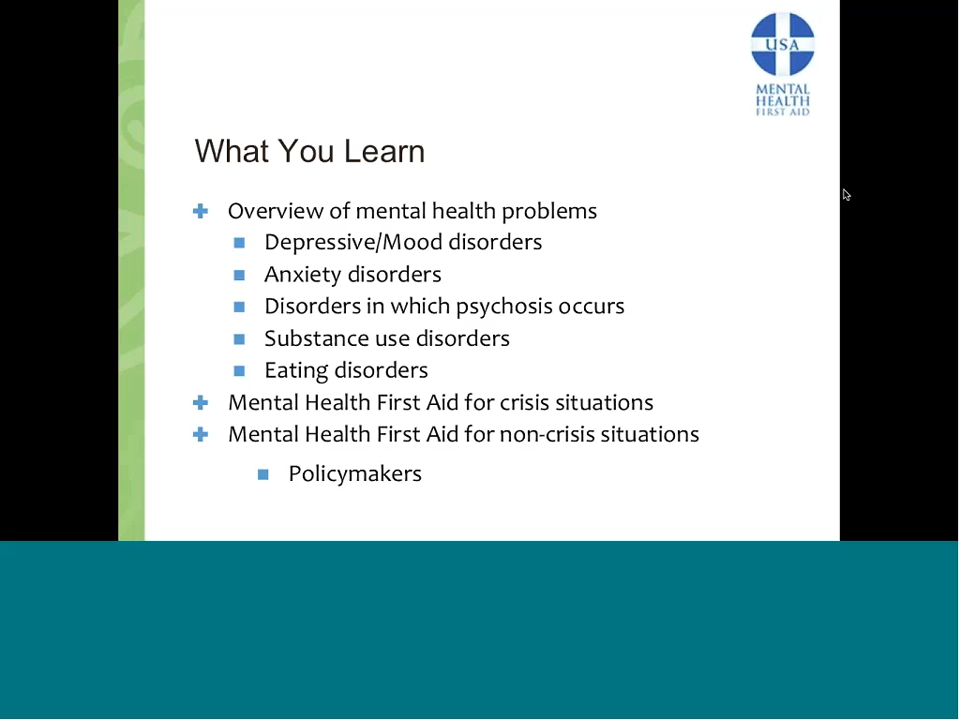 USA
MENTAL
HEALTH
FIRST AID
What You Learn
Overview of mental health problems
Depressive/Mood disorders
Anxiety disorders
Disorders in which psychosis occurs
Substance use disorders
Eating disorders
Mental Health First Aid for crisis situations
Mental Health First Aid for non-crisis situations
Policymakers